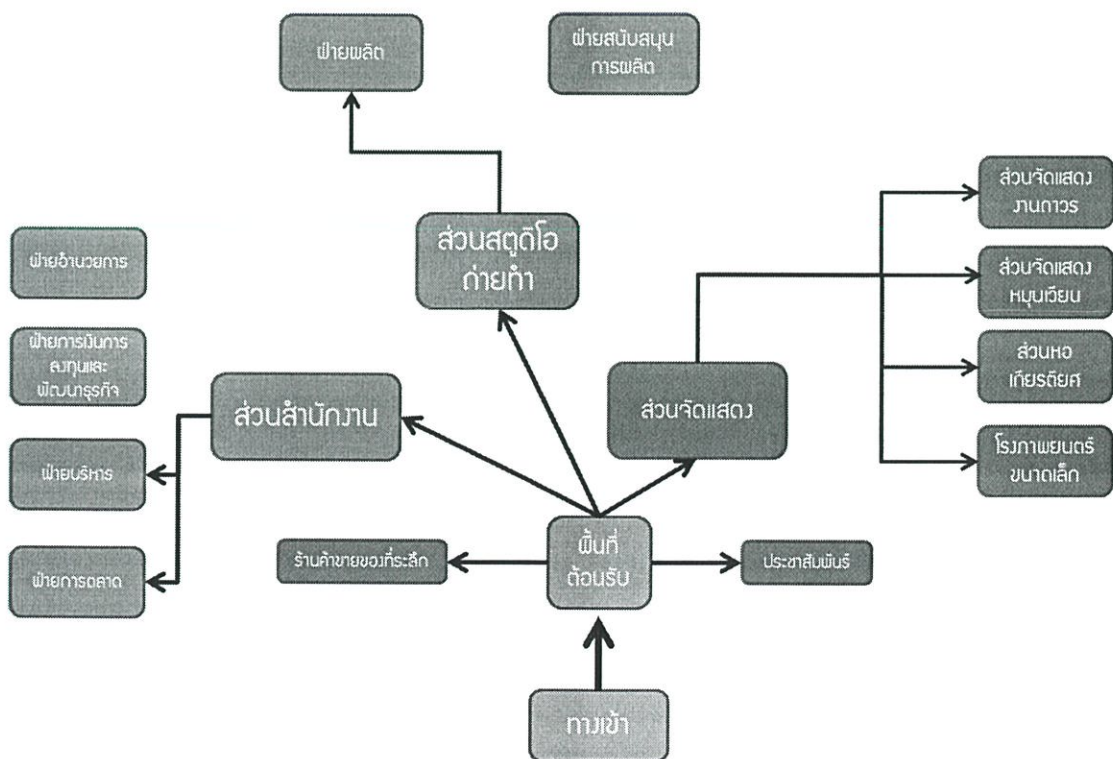 ฝ่ายผลิต
ฝ่ายสนับสนุน
การผลิต
ส่วนสตูดิโอ
ถ่ายทำ
ส่วนจัดแสดง
งานถาวร
ส่วนจัดแสดง
หมุนเวียน
ส่วนหอ
เกียรติยศ
โรงภาพยนตร์
ขนาดเล็ก
ฝ่ายอำนวยการ
ฝ่ายการเงินการ
ลงทุนและ
พัฒนาธุรกิจ
ฝ่ายบริหาร
ฝ่ายการตลาด
ส่วนสำนักงาน
ส่วนจัดแสดง
ร้านค้าขายของที่ระลึก
พื้นที่
ต้อนรับ
ประชาสัมพันธ์
ทางเข้า